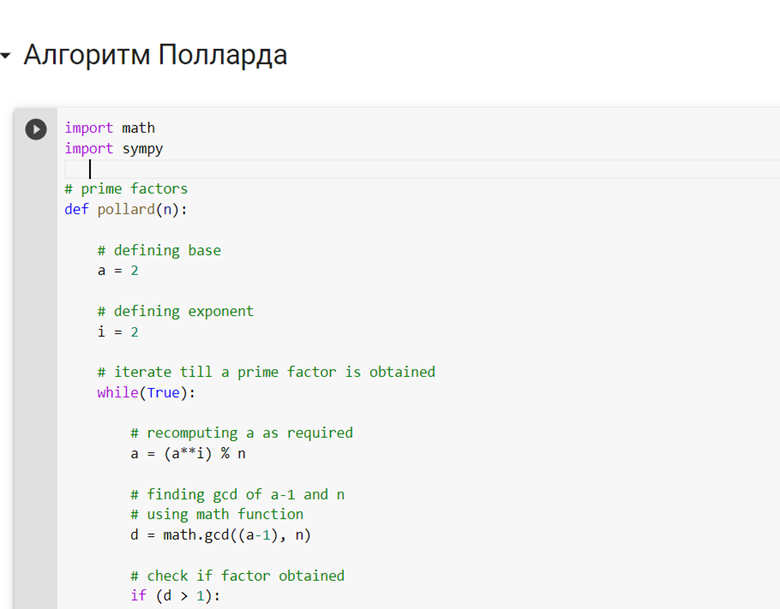 Алгоритм Полларда
import math
import sympy
# prime factors
def pollard(n):
# defining base
a = 2
# defining exponent
i = 2
# iterate till a prime factor is obtained
while(True):
# recomputing a as required
a = (a**i) % n
# finding gcd of a-1 and n
# using math function
d = math.gcd((a-1), n)
# check if factor obtained
if (d > 1):